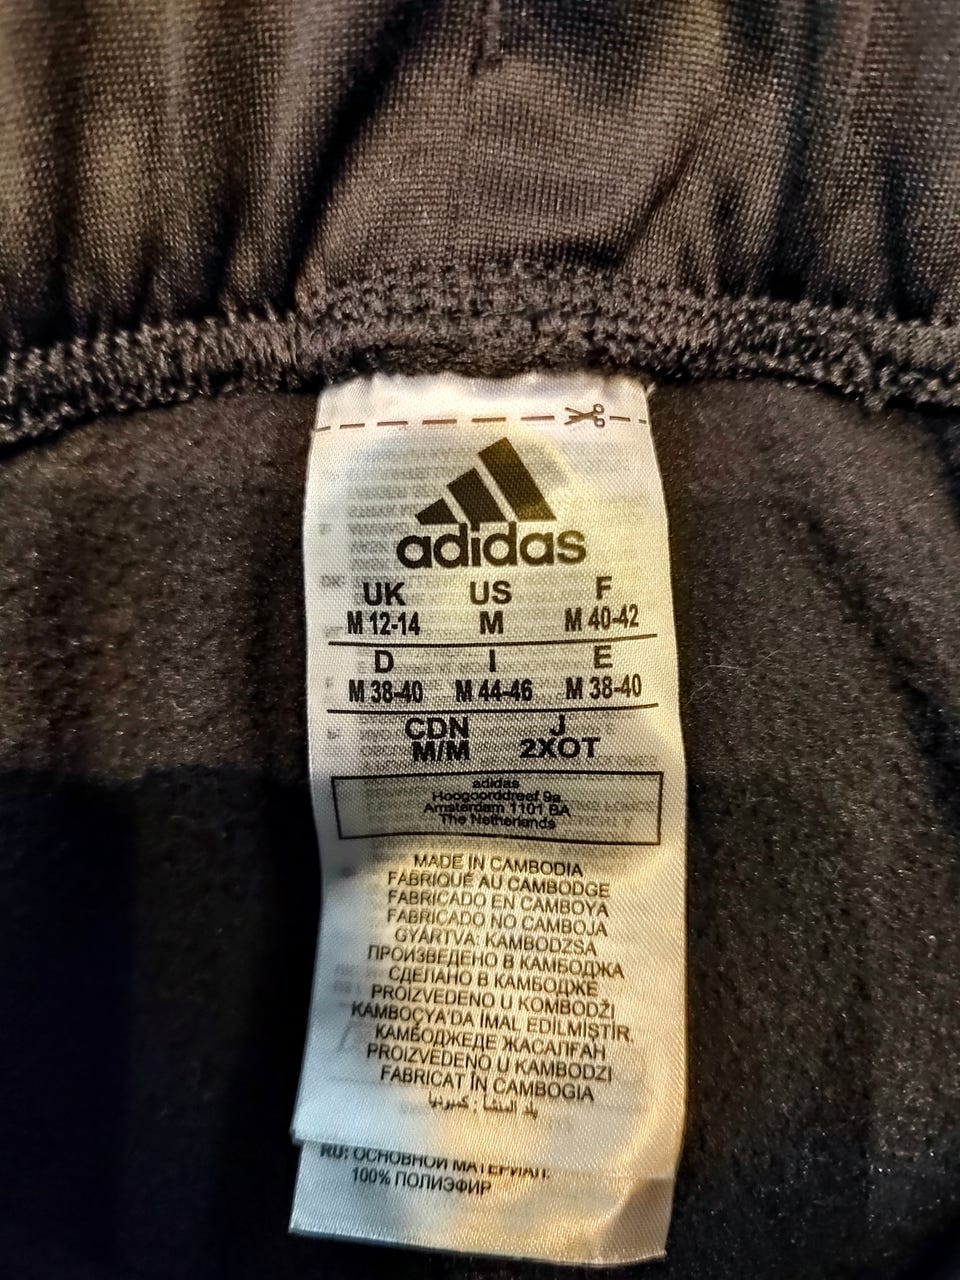 adidas
UK US F
M 12-14 M M 40-42
D I E
M 38-40 M 44-46 M 38-40
CDN J
M/M 2XOT
adidas
Hoogoorddreef 9a
Amsterdam 1101 BA
The Netherlands
MADE IN CAMBODIA
FABRIQUÉ AU CAMBODGE
FABRICADO EN CAMBOYA
FABRICADO NO CAMBOJA
GYÁRTVA: KAMBODZSA
ПРОИЗВЕДЕНО В КАМБОДЖА
СДЕЛАНО В КАМБОДЖЕ
PROIZVEDENO U KOMBODŽI
KAMBOÇYA'DA İMAL EDİLMİŞTİR.
КАМБОДЖЕДЕ ЖАСАЛҒАН
PROIZVEDENO U KAMBODZI
FABRICAT ÎN CAMBOGIA
بلد المنشأ : كمبوديا
RU: ОСНОВНОЙ МАТЕРИАЛ:
100% ПОЛИЭФИР